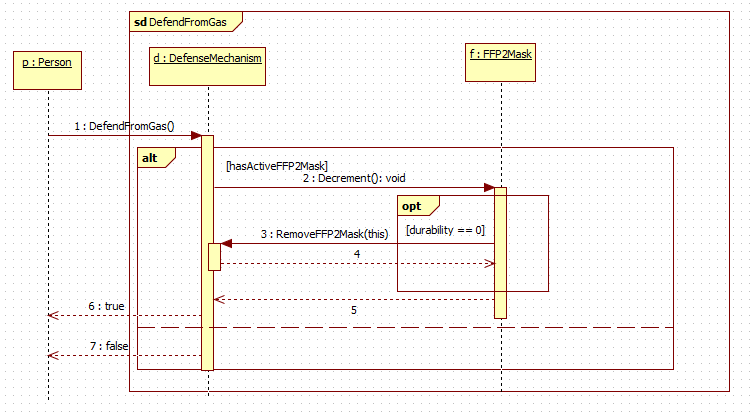 sd DefendFromGas
p : Person
d : DefenseMechanism
f : FFP2Mask
1 : DefendFromGas()
alt
[hasActiveFFP2Mask]
2 : Decrement(): void
opt
[durability == 0]
3 : RemoveFFP2Mask(this)
4
5
6 : true
7 : false